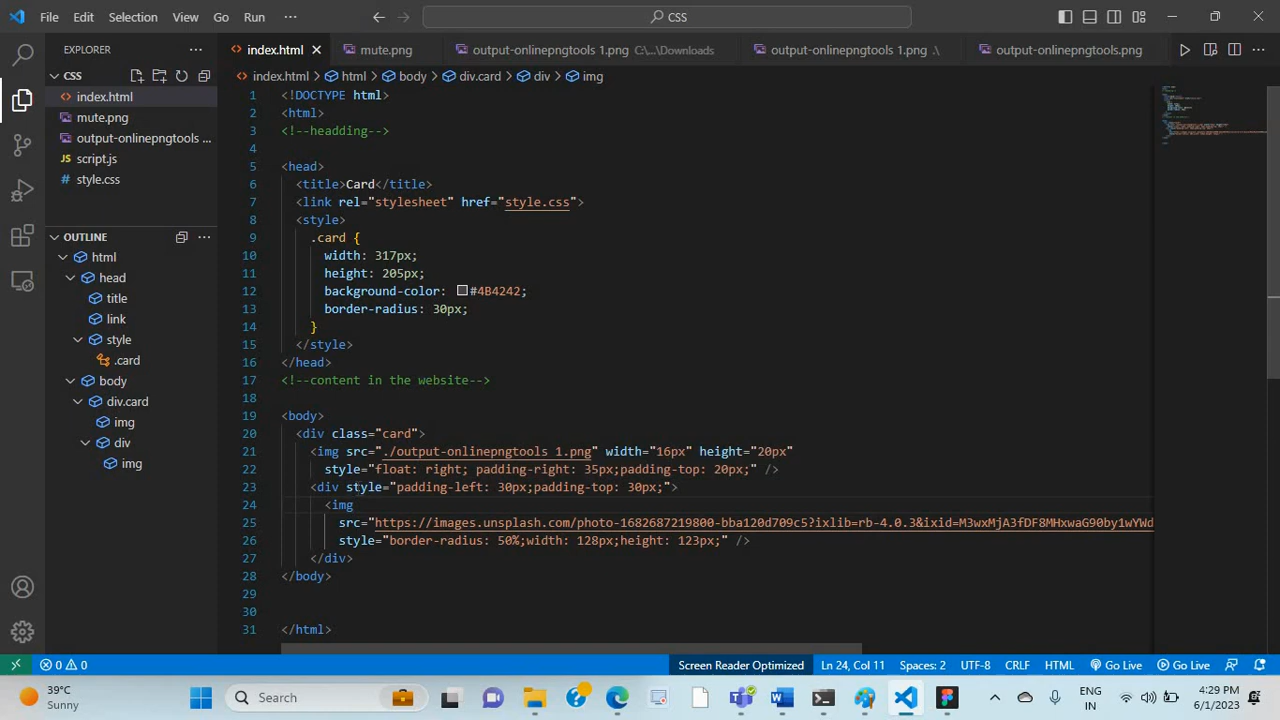 File Edit Selection View Go Run ··· CSS
EXPLORER ···
index.html mute.png output-onlinepngtools 1.png C:\...\Downloads output-onlinepngtools 1.png .\ output-onlinepngtools.png ···
CSS
index.html > html > body > div.card > div > img
index.html
mute.png
output-onlinepngtools ...
JS script.js
style.css
OUTLINE ···
html
head
title
link
style
.card
body
div.card
img
div
img
1 <!DOCTYPE html>
2 <html>
3 <!--headding-->
4
5 <head>
6 <title>Card</title>
7 <link rel="stylesheet" href="style.css">
8 <style>
9 .card {
10 width: 317px;
11 height: 205px;
12 background-color: #4B4242;
13 border-radius: 30px;
14 }
15 </style>
16 </head>
17 <!--content in the website-->
18
19 <body>
20 <div class="card">
21 <img src="./output-onlinepngtools 1.png" width="16px" height="20px"
22 style="float: right; padding-right: 35px;padding-top: 20px;" />
23 <div style="padding-left: 30px;padding-top: 30px;">
24 <img
25 src="https://images.unsplash.com/photo-1682687219800-bba120d709c5?ixlib=rb-4.0.3&ixid=M3wxMjA3fDF8MHxwaG90by1wYWd
26 style="border-radius: 50%;width: 128px;height: 123px;" />
27 </div>
28 </body>
29
30
31 </html>
0 0 Screen Reader Optimized Ln 24, Col 11 Spaces: 2 UTF-8 CRLF HTML Go Live Go Live
39°C
Sunny
Search
ENG
IN
4:29 PM
6/1/2023